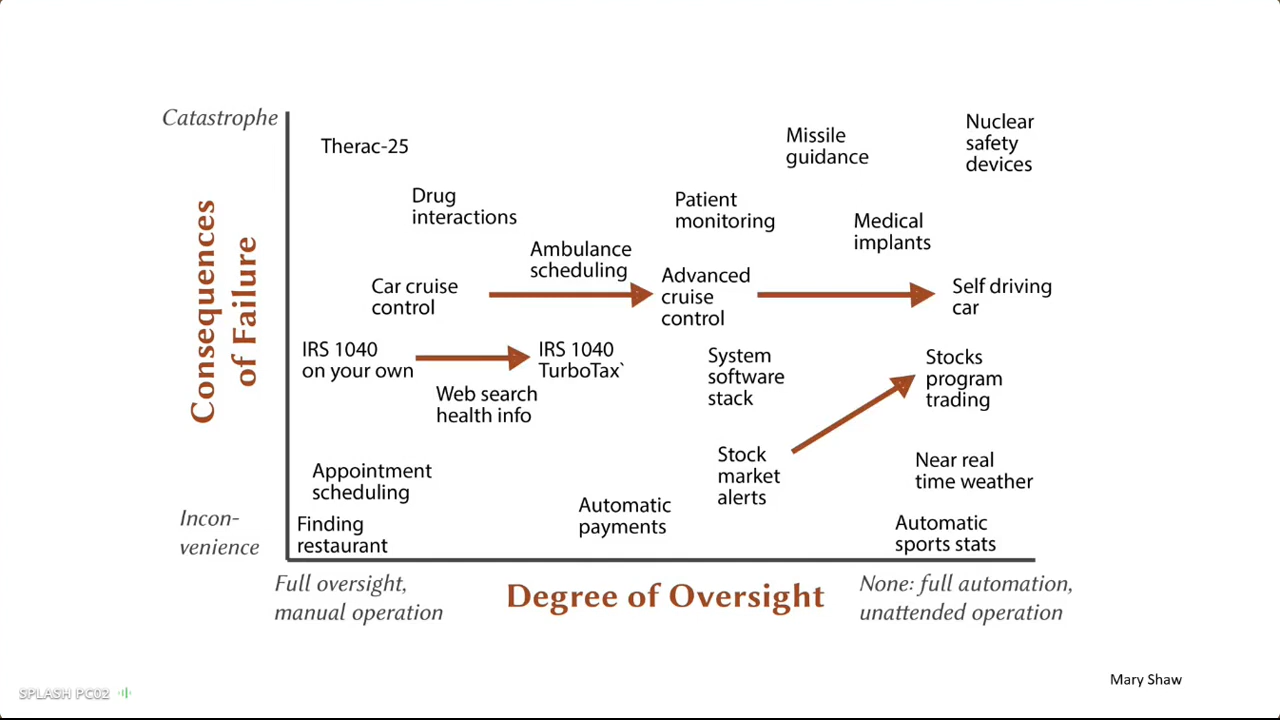 Catastrophe
Therac-25
Missile
guidance
Nuclear
safety
devices
Drug
interactions
Patient
monitoring
Medical
implants
Ambulance
scheduling
Consequences
of Failure
Car cruise
control
Advanced
cruise
control
Self driving
car
IRS 1040
on your own
IRS 1040
TurboTax`
Web search
health info
System
software
stack
Stocks
program
trading
Stock
market
alerts
Near real
time weather
Appointment
scheduling
Automatic
payments
Finding
restaurant
Automatic
sports stats
Incon-
venience
Full oversight,
manual operation
Degree of Oversight
None: full automation,
unattended operation
Mary Shaw
SPLASH PC02